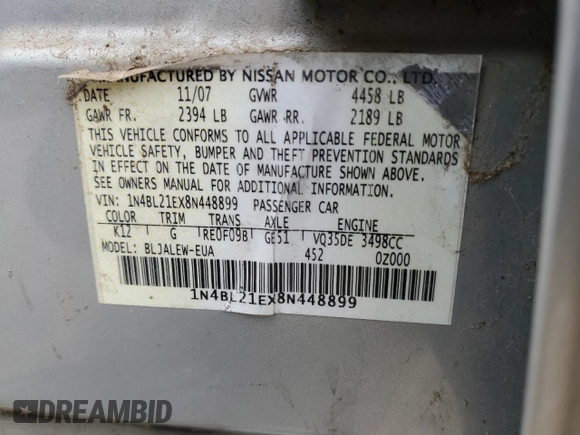 MANUFACTURED BY NISSAN MOTOR CO., LTD.
DATE 11/07 GVWR 4458 LB
GAWR FR. 2394 LB GAWR RR. 2189 LB
THIS VEHICLE CONFORMS TO ALL APPLICABLE FEDERAL MOTOR
VEHICLE SAFETY, BUMPER AND THEFT PREVENTION STANDARDS
IN EFFECT ON THE DATE OF MANUFACTURE SHOWN ABOVE.
SEE OWNERS MANUAL FOR ADDITIONAL INFORMATION.
VIN: 1N4BL21EX8N448899 PASSENGER CAR
COLOR TRIM TRANS AXLE ENGINE
K12 G RE0F09B GE51 VQ35DE 3498CC
MODEL: BLJALEW-EUA 452 0Z000
1N4BL21EX8N448899
DREAMBID